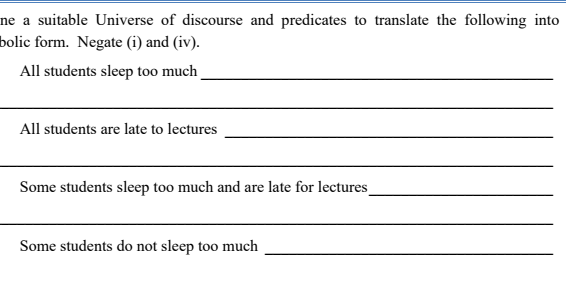 ne a suitable Universe of discourse and predicates to translate the following into
bolic form. Negate (i) and (iv).
All students sleep too much
All students are late to lectures
Some students sleep too much and are late for lectures
Some students do not sleep too much